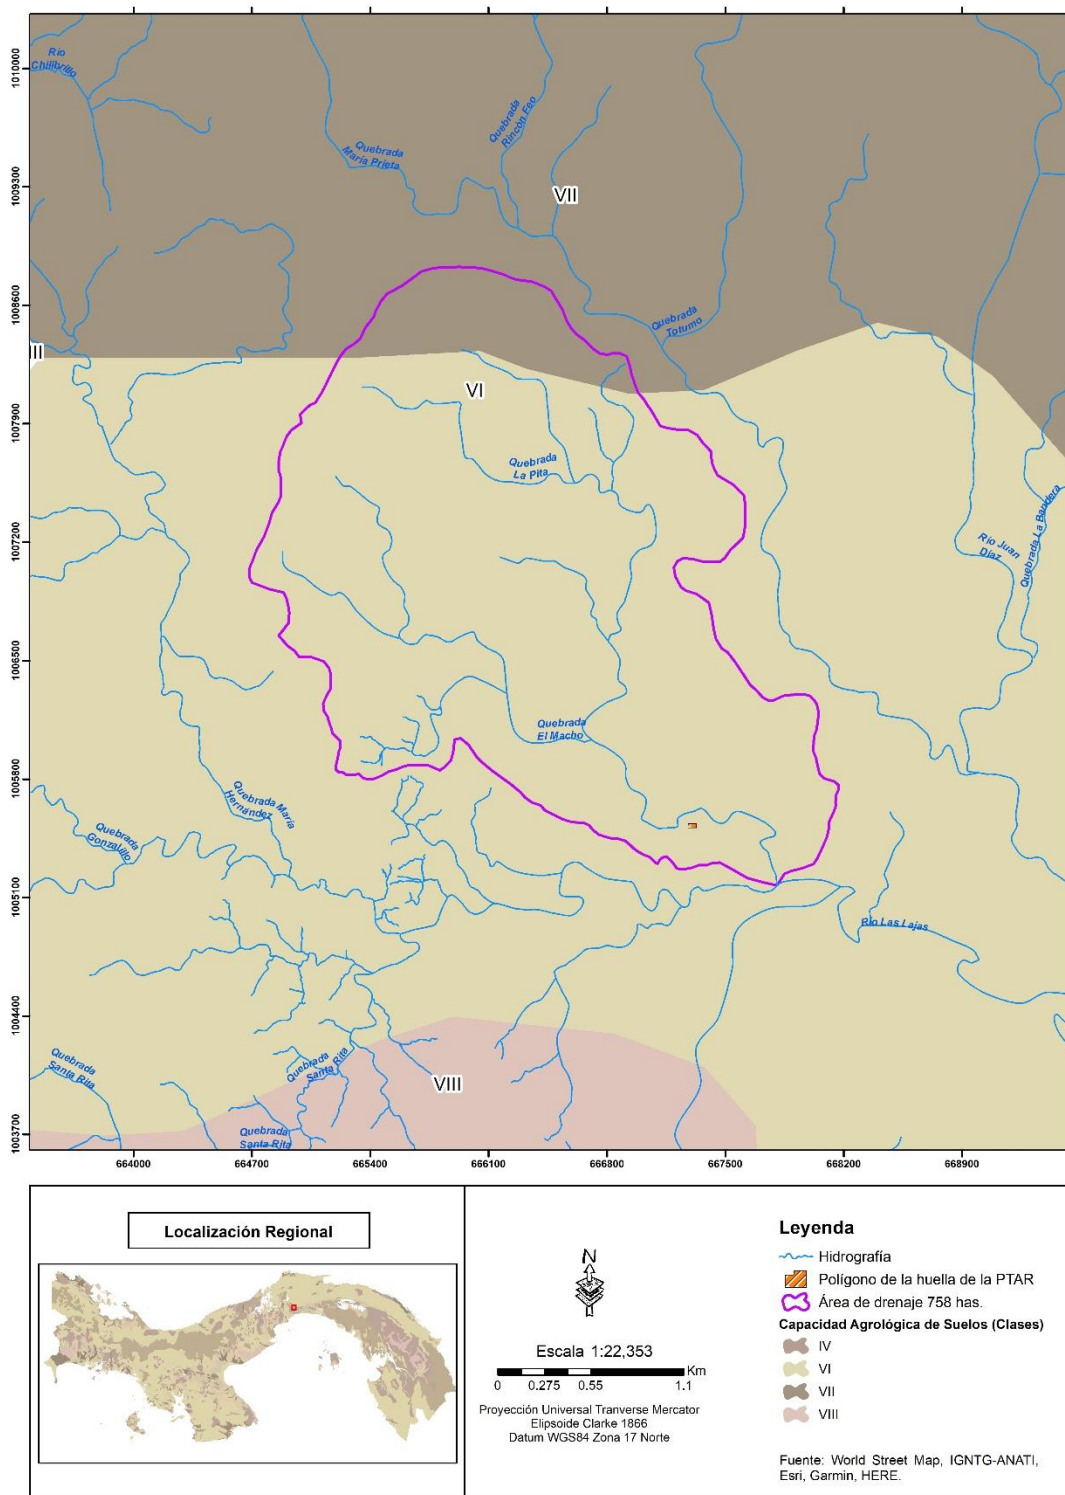 1010000
Río
Chilibrillo
Quebrada
María Prieta
Quebrada
Rincón Feo
1009300
VII
1008600
Quebrada
Totumo
II
VI
1007900
Quebrada
La Pita
1007200
Río Juan
Díaz
Quebrada La Bandera
1006500
Quebrada
El Macho
1005800
Quebrada María
Hernández
Quebrada
Gonzalillo
1005100
Río Las Lajas
1004400
Quebrada
Santa Rita
Quebrada
Santa Rita
VIII
Quebrada
Santa Rita
1003700
664000 664700 665400 666100 666800 667500 668200 668900
Localización Regional
N
Escala 1:22,353
Km
0 0.275 0.55 1.1
Proyección Universal Tranverse Mercator
Elipsoide Clarke 1866
Datum WGS84 Zona 17 Norte
Leyenda
Hidrografía
Polígono de la huella de la PTAR
Área de drenaje 758 has.
Capacidad Agrológica de Suelos (Clases)
IV
VI
VII
VIII
Fuente: World Street Map, IGNTG-ANATI,
Esri, Garmin, HERE.